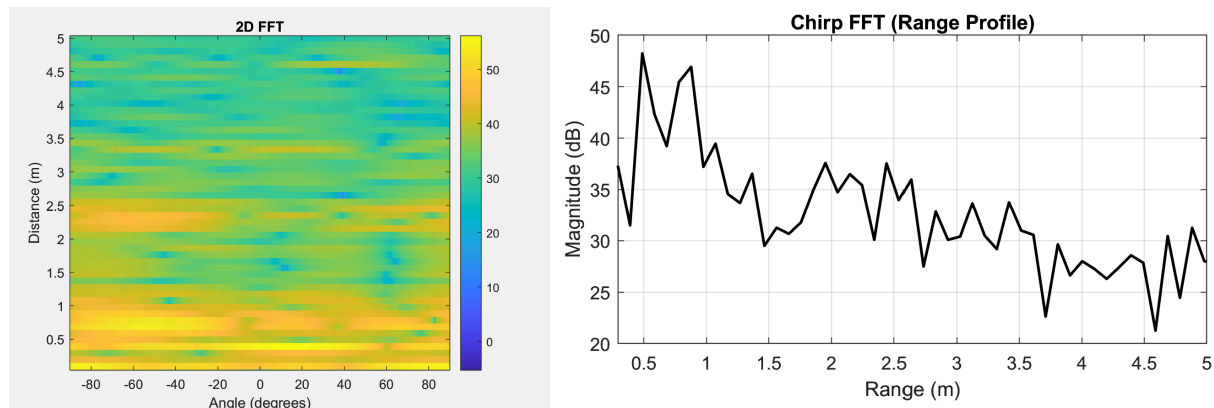 2D FFT
5
4.5
4
3.5
3
2.5
2
1.5
1
0.5
Distance (m)
-80 -60 -40 -20 0 20 40 60 80
Angle (degrees)
50
40
30
20
10
0
Chirp FFT (Range Profile)
50
45
40
35
30
25
20
Magnitude (dB)
0.5 1 1.5 2 2.5 3 3.5 4 4.5 5
Range (m)